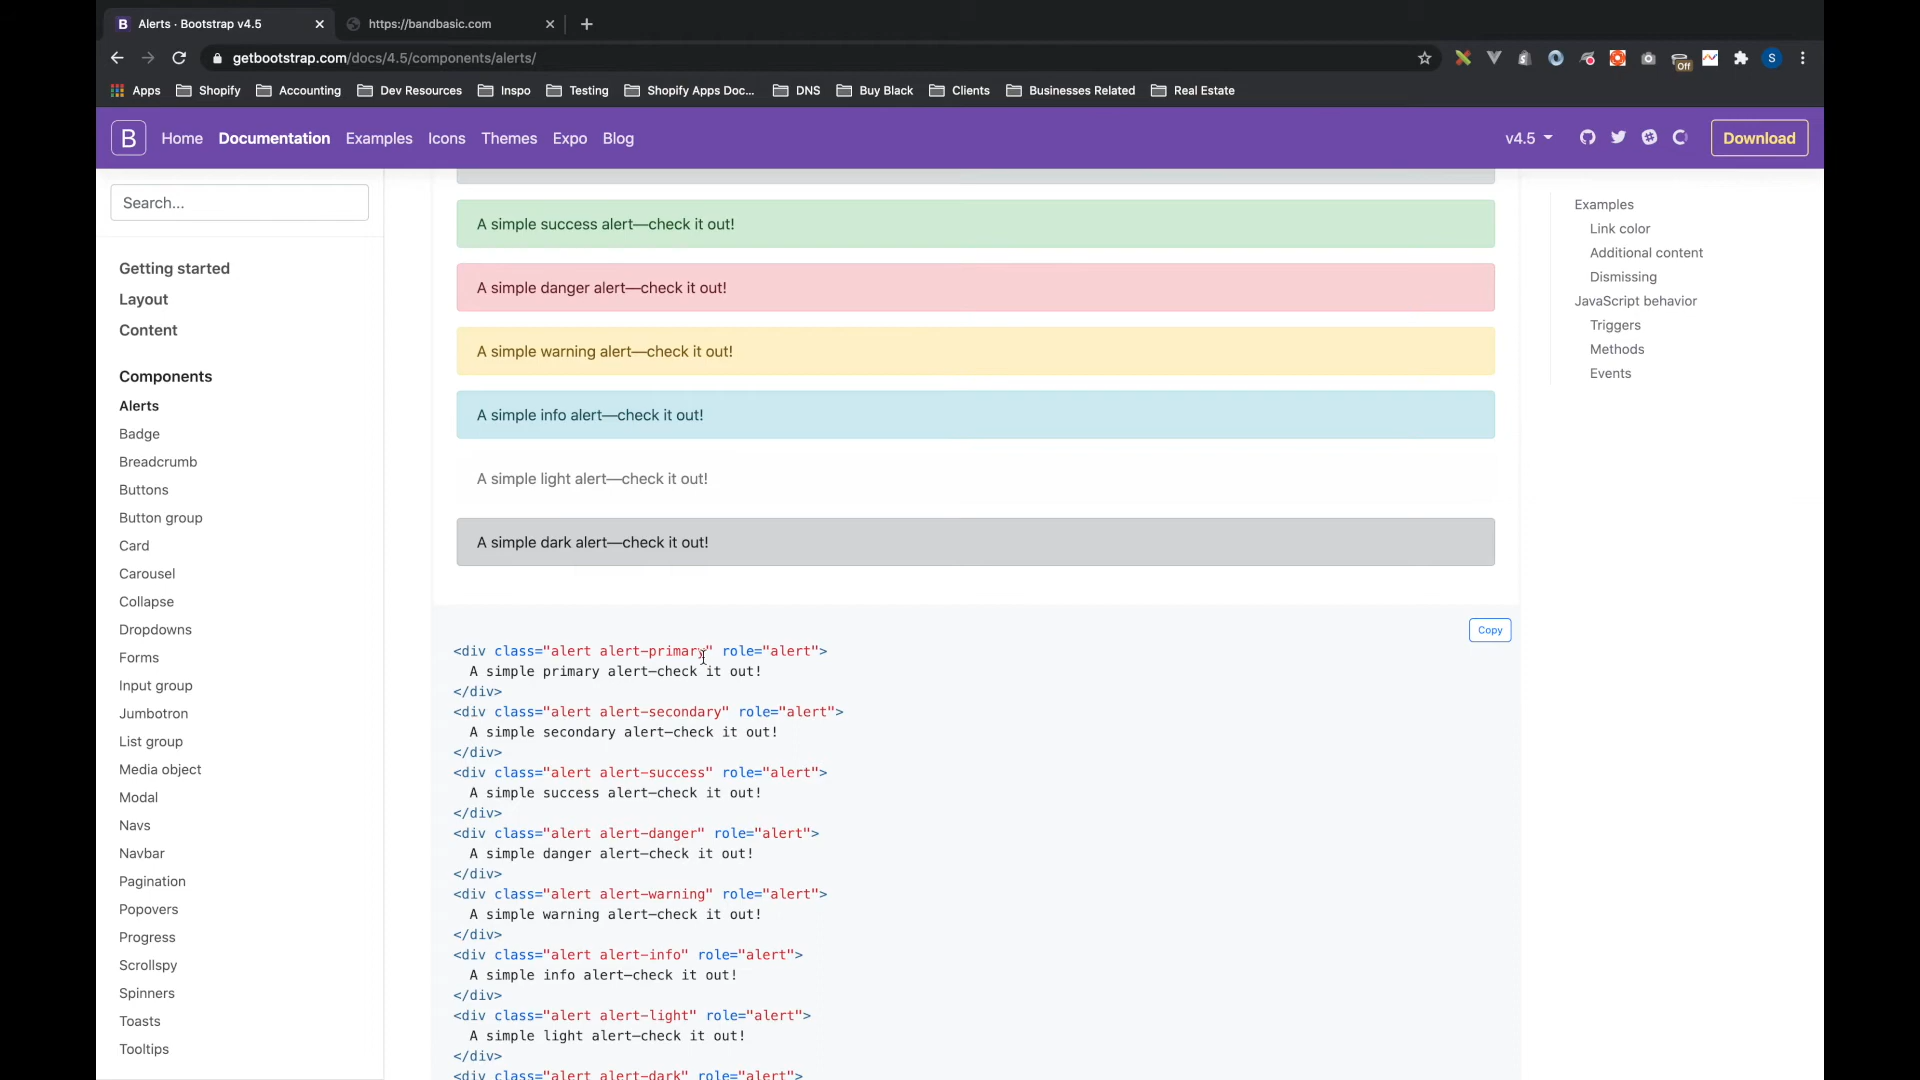 Alerts · Bootstrap v4.5
https://bandbasic.com
getbootstrap.com/docs/4.5/components/alerts/
Off
S
Apps Shopify Accounting Dev Resources Inspo Testing Shopify Apps Doc... DNS Buy Black Clients Businesses Related Real Estate
B Home Documentation Examples Icons Themes Expo Blog v4.5 Download
Search...
Getting started
Layout
Content
Components
Alerts
Badge
Breadcrumb
Buttons
Button group
Card
Carousel
Collapse
Dropdowns
Forms
Input group
Jumbotron
List group
Media object
Modal
Navs
Navbar
Pagination
Popovers
Progress
Scrollspy
Spinners
Toasts
Tooltips
A simple success alert—check it out!
A simple danger alert—check it out!
A simple warning alert—check it out!
A simple info alert—check it out!
A simple light alert—check it out!
A simple dark alert—check it out!
Copy
<div class="alert alert-primary" role="alert">
  A simple primary alert—check it out!
</div>
<div class="alert alert-secondary" role="alert">
  A simple secondary alert—check it out!
</div>
<div class="alert alert-success" role="alert">
  A simple success alert—check it out!
</div>
<div class="alert alert-danger" role="alert">
  A simple danger alert—check it out!
</div>
<div class="alert alert-warning" role="alert">
  A simple warning alert—check it out!
</div>
<div class="alert alert-info" role="alert">
  A simple info alert—check it out!
</div>
<div class="alert alert-light" role="alert">
  A simple light alert—check it out!
</div>
<div class="alert alert-dark" role="alert">
Examples
Link color
Additional content
Dismissing
JavaScript behavior
Triggers
Methods
Events